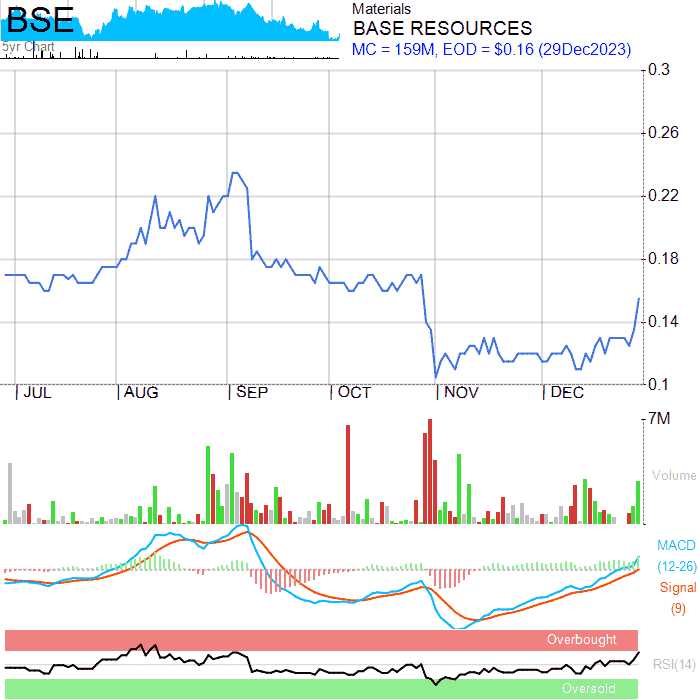 BSE
5yr Chart
Materials
BASE RESOURCES
MC = 159M, EOD = $0.16 (29Dec2023)
0.3
0.26
0.22
0.18
0.14
0.1
JUL AUG SEP OCT NOV DEC
7M
Volume
MACD
(12-26)
Signal
(9)
Overbought
RSI(14)
Oversold